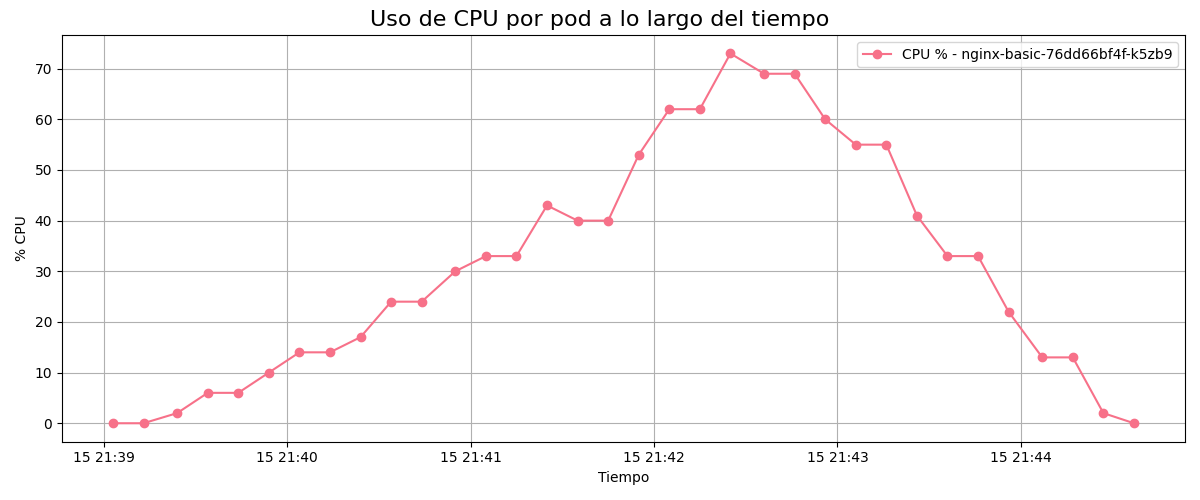 Uso de CPU por pod a lo largo del tiempo
CPU % - nginx-basic-76dd66bf4f-k5zb9
% CPU
70
60
50
40
30
20
10
0
15 21:39 15 21:40 15 21:41 15 21:42 15 21:43 15 21:44
Tiempo